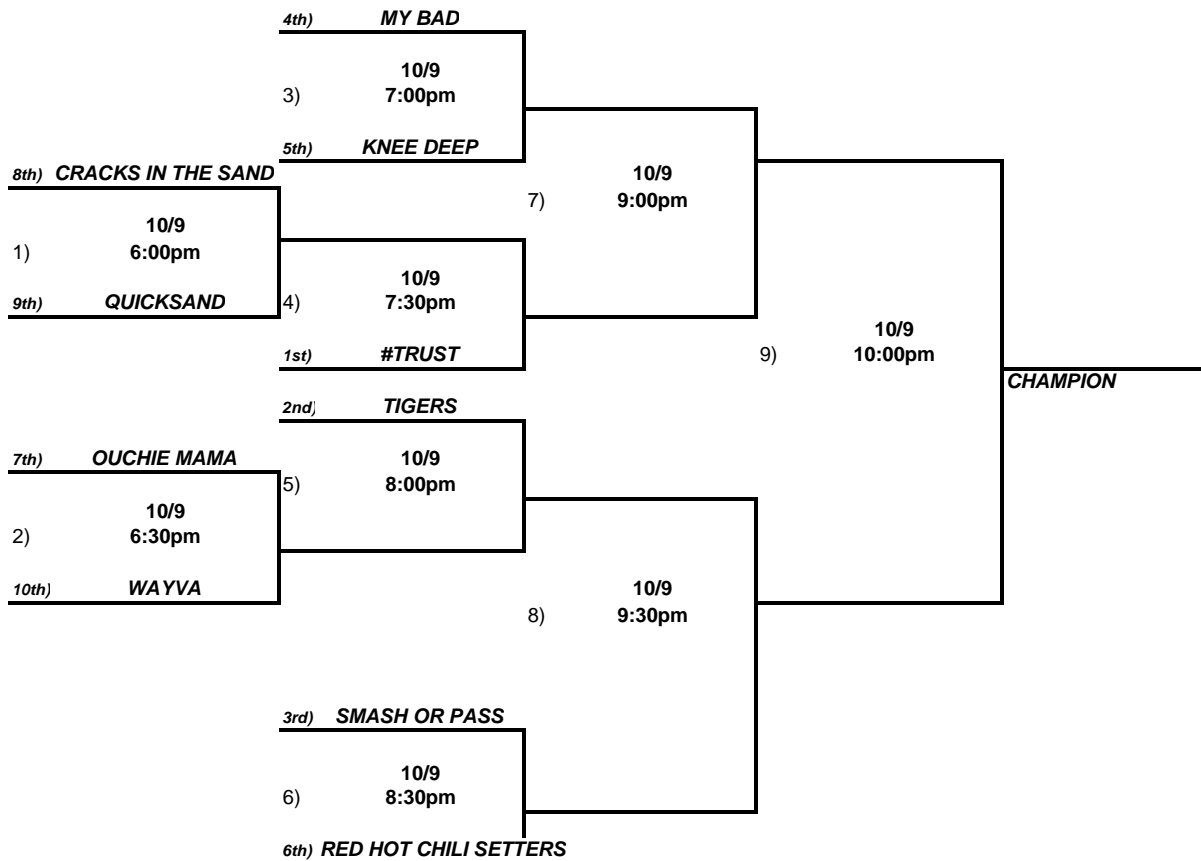 4th) MY BAD
10/9
3) 7:00pm
5th) KNEE DEEP
8th) CRACKS IN THE SAND
10/9
7) 9:00pm
10/9
1) 6:00pm
10/9
9th) QUICKSAND
4) 7:30pm
10/9
1st) #TRUST
9) 10:00pm
CHAMPION
2nd) TIGERS
7th) OUCHIE MAMA
10/9
5) 8:00pm
10/9
2) 6:30pm
10th) WAYVA
10/9
8) 9:30pm
3rd) SMASH OR PASS
10/9
6) 8:30pm
6th) RED HOT CHILI SETTERS